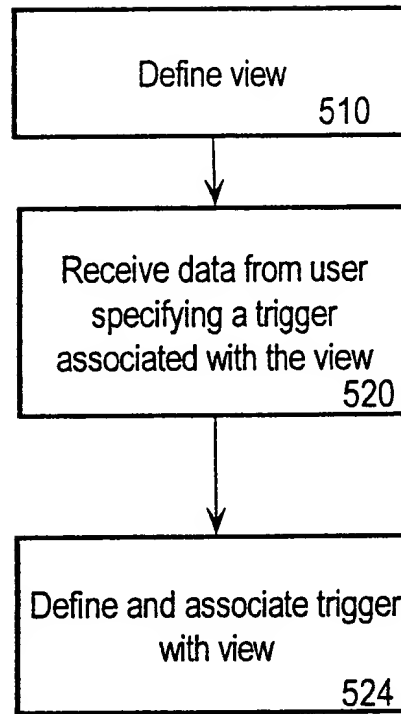 Define view
510
Receive data from user
specifying a trigger
associated with the view
520
Define and associate trigger
with view
524